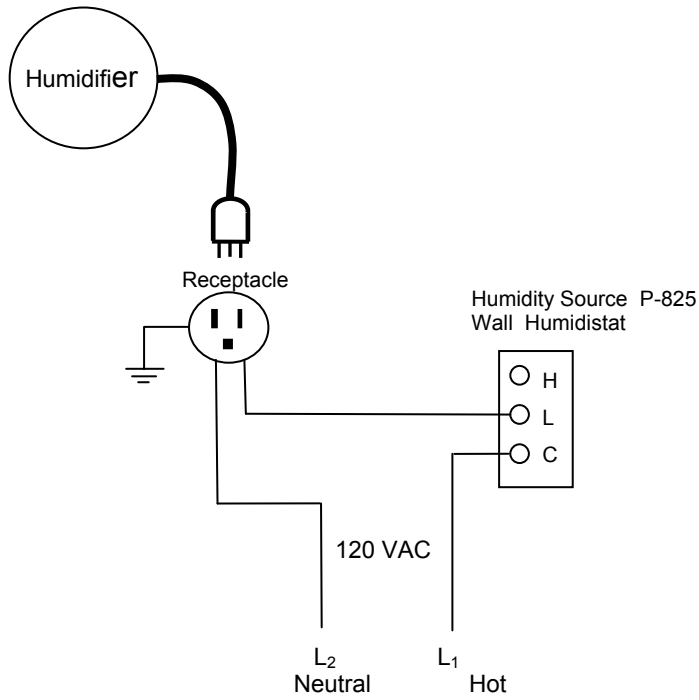 Humidifier
Receptacle
Humidity Source P-825
Wall Humidistat
H
L
C
120 VAC
L₂
Neutral
L₁
Hot